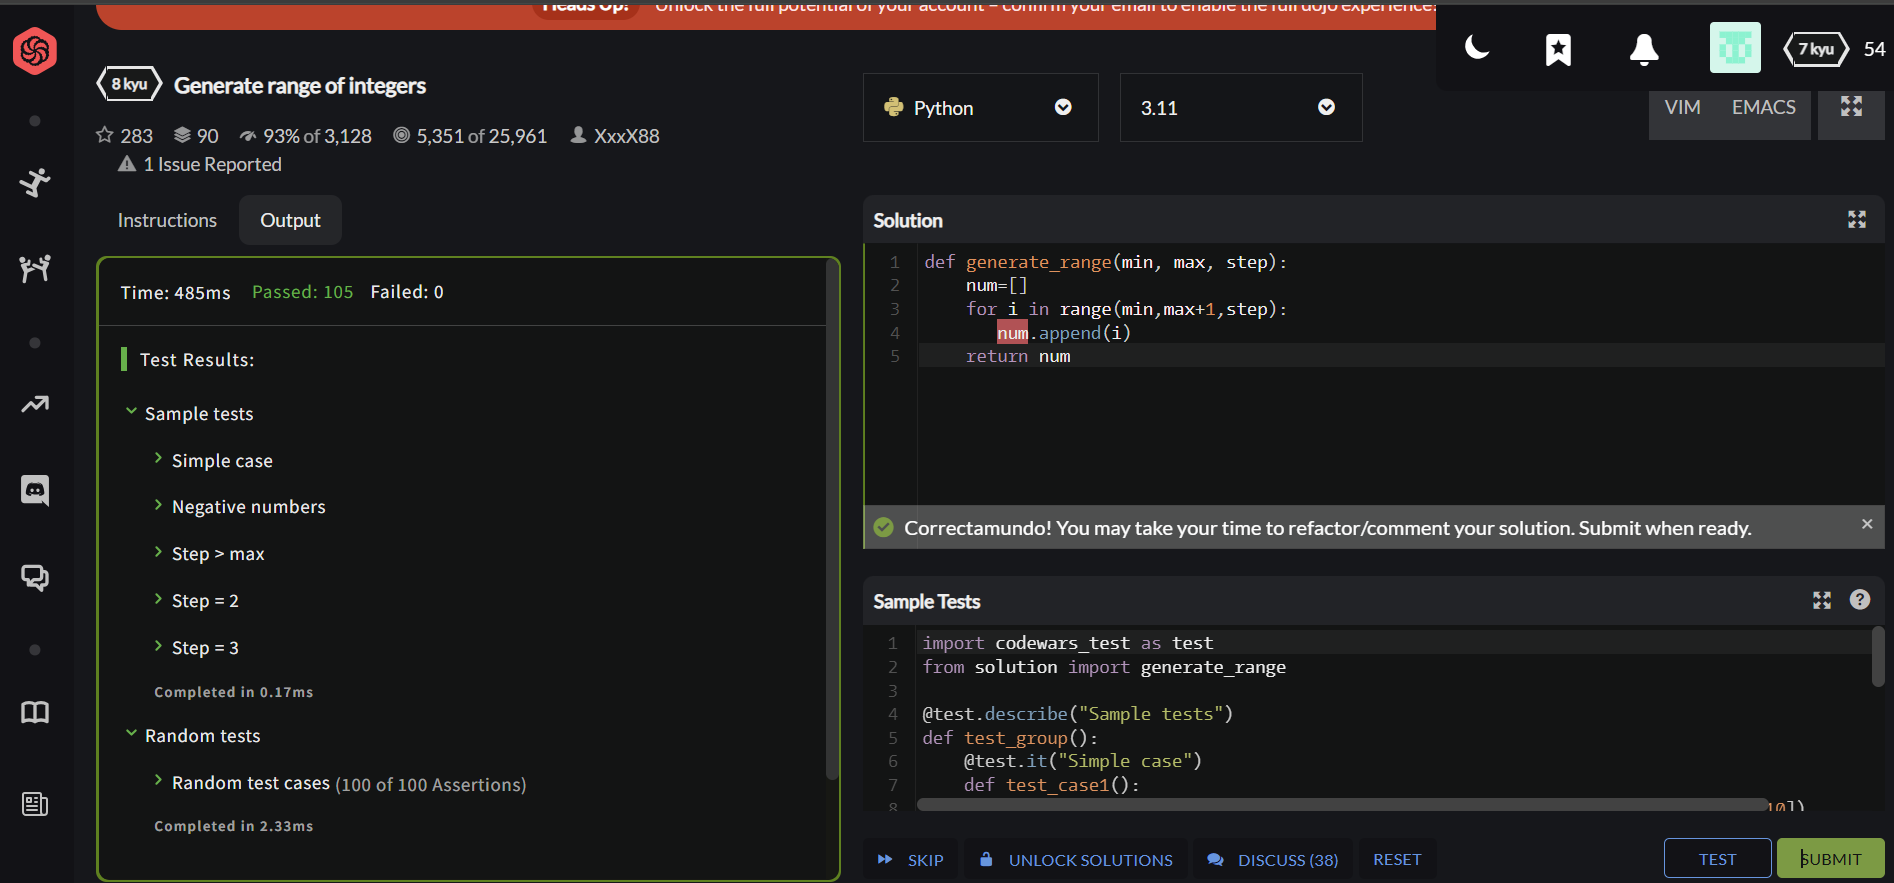 Heads Up! Unlock the full potential of your account – confirm your email to enable the full dojo experience!
7 kyu 54
8 kyu Generate range of integers
283 90 93% of 3,128 5,351 of 25,961 XxxX88
1 Issue Reported
Python 3.11
VIM EMACS
Instructions Output
Time: 485ms Passed: 105 Failed: 0
Test Results:
Sample tests
Simple case
Negative numbers
Step > max
Step = 2
Step = 3
Completed in 0.17ms
Random tests
Random test cases (100 of 100 Assertions)
Completed in 2.33ms
Solution
1 def generate_range(min, max, step):
2 num=[]
3 for i in range(min,max+1,step):
4 num.append(i)
5 return num
Correctamundo! You may take your time to refactor/comment your solution. Submit when ready. ×
Sample Tests ?
1 import codewars_test as test
2 from solution import generate_range
3
4 @test.describe("Sample tests")
5 def test_group():
6 @test.it("Simple case")
7 def test_case1():
8 10])
SKIP UNLOCK SOLUTIONS DISCUSS (38) RESET TEST SUBMIT